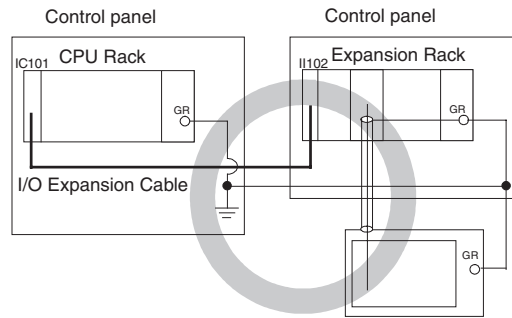 Control panel
Control panel
CPU Rack
Expansion Rack
IC101
II102
GR
GR
I/O Expansion Cable
GR